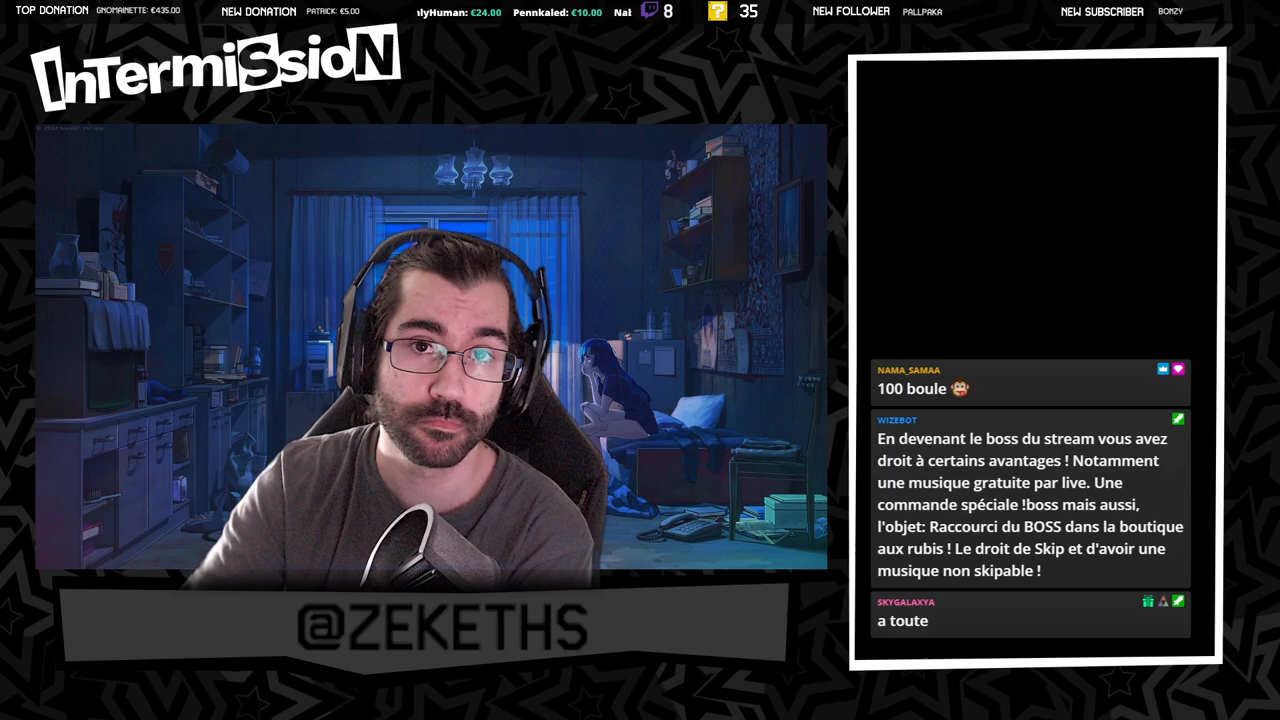 TOP DONATION GNOMAINETTE: €435.00 NEW DONATION PATRICK: €5.00 lyHuman: €24.00 Pennkaled: €10.00 Nal 8 ? 35 NEW FOLLOWER PALLPAKA NEW SUBSCRIBER BONZY
InTermiSSioN
NAMA_SAMAA
100 boule
WIZEBOT
En devenant le boss du stream vous avez
droit à certains avantages ! Notamment
une musique gratuite par live. Une
commande spéciale !boss mais aussi,
l'objet: Raccourci du BOSS dans la boutique
aux rubis ! Le droit de Skip et d'avoir une
musique non skipable !
SKYGALAXYA
a toute
@ZEKETHS